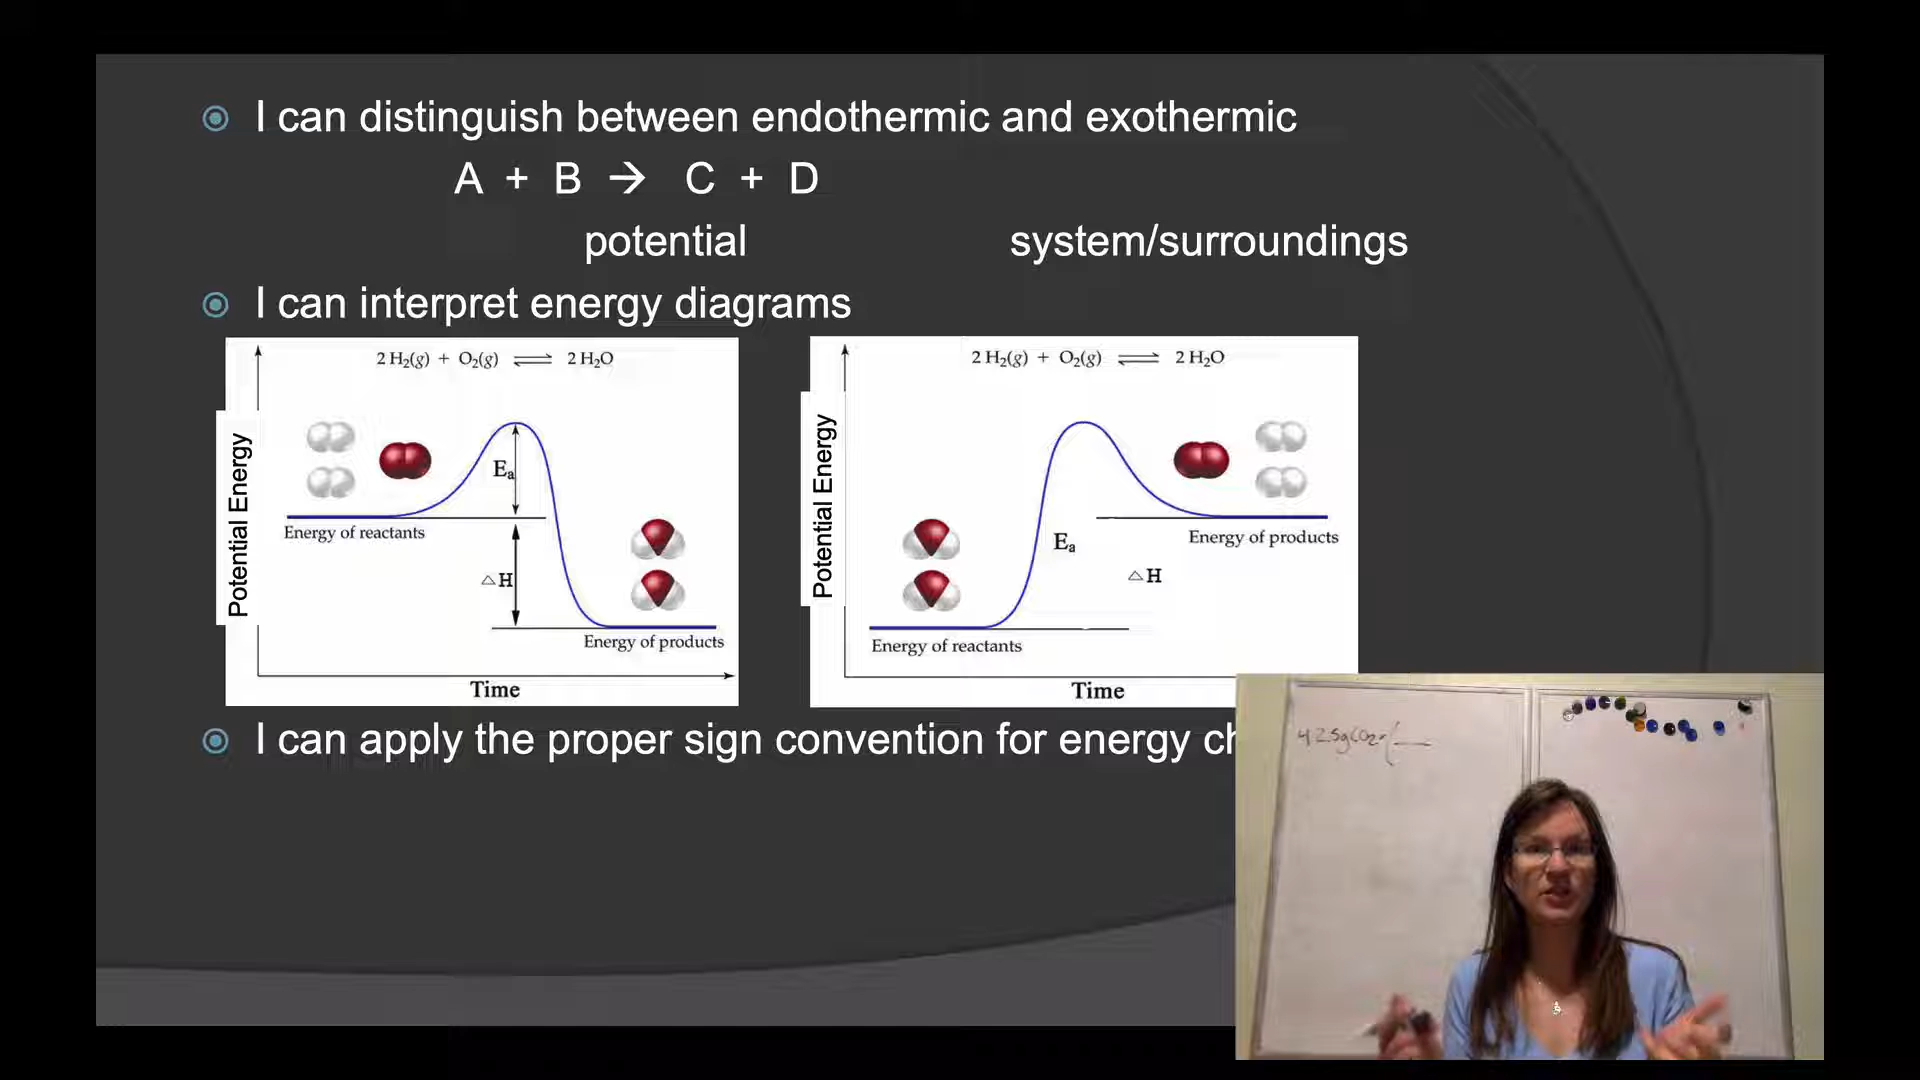 I can distinguish between endothermic and exothermic
A + B → C + D
potential system/surroundings
I can interpret energy diagrams
2 H₂(g) + O₂(g) ⇌ 2 H₂O
Potential Energy
Eₐ
Energy of reactants
△H
Energy of products
Time
2 H₂(g) + O₂(g) ⇌ 2 H₂O
Potential Energy
Eₐ
Energy of products
△H
Energy of reactants
Time
I can apply the proper sign convention for energy ch